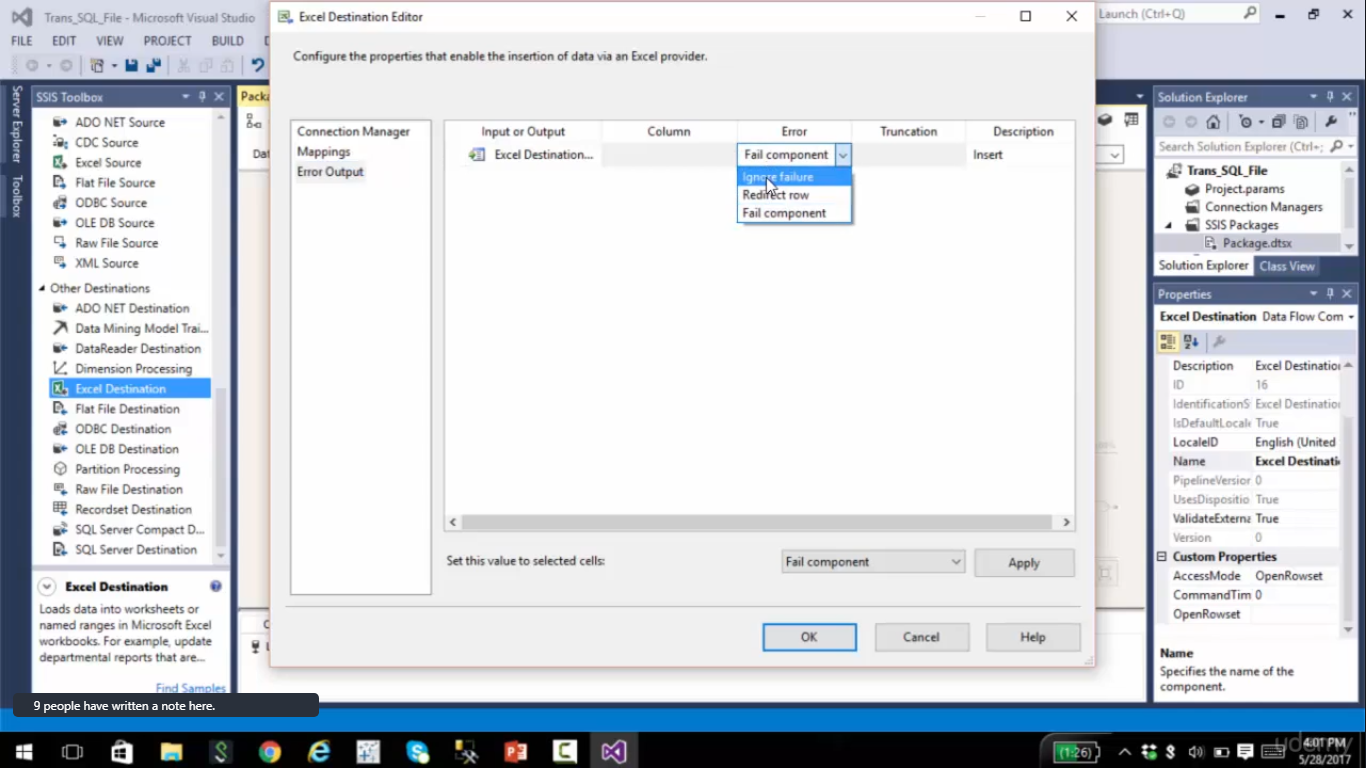 Trans_SQL_File - Microsoft Visual Studio
Launch (Ctrl+Q)
FILE EDIT VIEW PROJECT BUILD
Excel Destination Editor
Configure the properties that enable the insertion of data via an Excel provider.
Server Explorer
Toolbox
SSIS Toolbox
ADO NET Source
CDC Source
Excel Source
Flat File Source
ODBC Source
OLE DB Source
Raw File Source
XML Source
Other Destinations
ADO NET Destination
Data Mining Model Trai...
DataReader Destination
Dimension Processing
Excel Destination
Flat File Destination
ODBC Destination
OLE DB Destination
Partition Processing
Raw File Destination
Recordset Destination
SQL Server Compact D...
SQL Server Destination
Excel Destination
Loads data into worksheets or
named ranges in Microsoft Excel
workbooks. For example, update
departmental reports that are...
Find Samples
9 people have written a note here.
Packa
Dat
Connection Manager
Mappings
Error Output
Input or Output Column Error Truncation Description
Excel Destination... Fail component Insert
Ignore failure
Redirect row
Fail component
Set this value to selected cells: Fail component Apply
OK Cancel Help
Solution Explorer
Search Solution Explorer (Ctrl+;
Trans_SQL_File
Project.params
Connection Managers
SSIS Packages
Package.dtsx
Solution Explorer Class View
Properties
Excel Destination Data Flow Com
Description Excel Destination
ID 16
IdentificationS Excel Destination
IsDefaultLocale True
LocaleID English (United
Name Excel Destinati
PipelineVersior 0
UsesDispositio True
ValidateExterna True
Version 0
Custom Properties
AccessMode OpenRowset
CommandTim 0
OpenRowset
Name
Specifies the name of the
component.
(1:26)
udemy
4:01 PM
5/28/2017